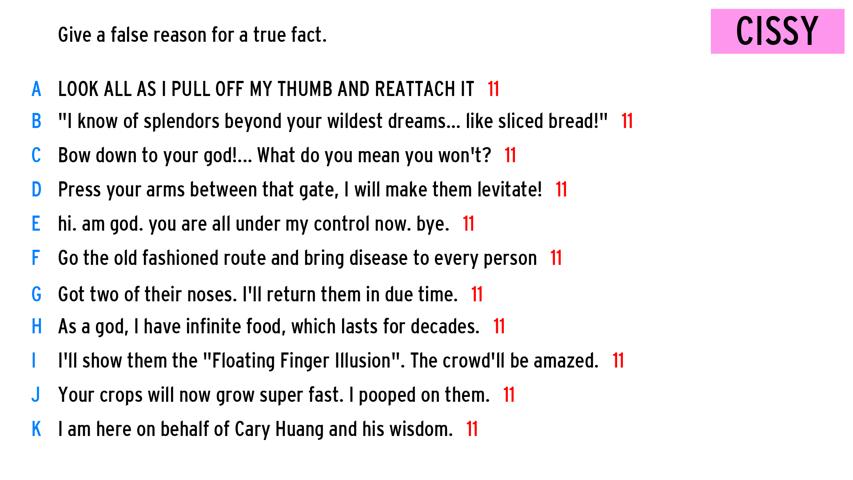 Give a false reason for a true fact.
CISSY
A LOOK ALL AS I PULL OFF MY THUMB AND REATTACH IT 11
B "I know of splendors beyond your wildest dreams... like sliced bread!" 11
C Bow down to your god!... What do you mean you won't? 11
D Press your arms between that gate, I will make them levitate! 11
E hi. am god. you are all under my control now. bye. 11
F Go the old fashioned route and bring disease to every person 11
G Got two of their noses. I'll return them in due time. 11
H As a god, I have infinite food, which lasts for decades. 11
I I'll show them the "Floating Finger Illusion". The crowd'll be amazed. 11
J Your crops will now grow super fast. I pooped on them. 11
K I am here on behalf of Cary Huang and his wisdom. 11